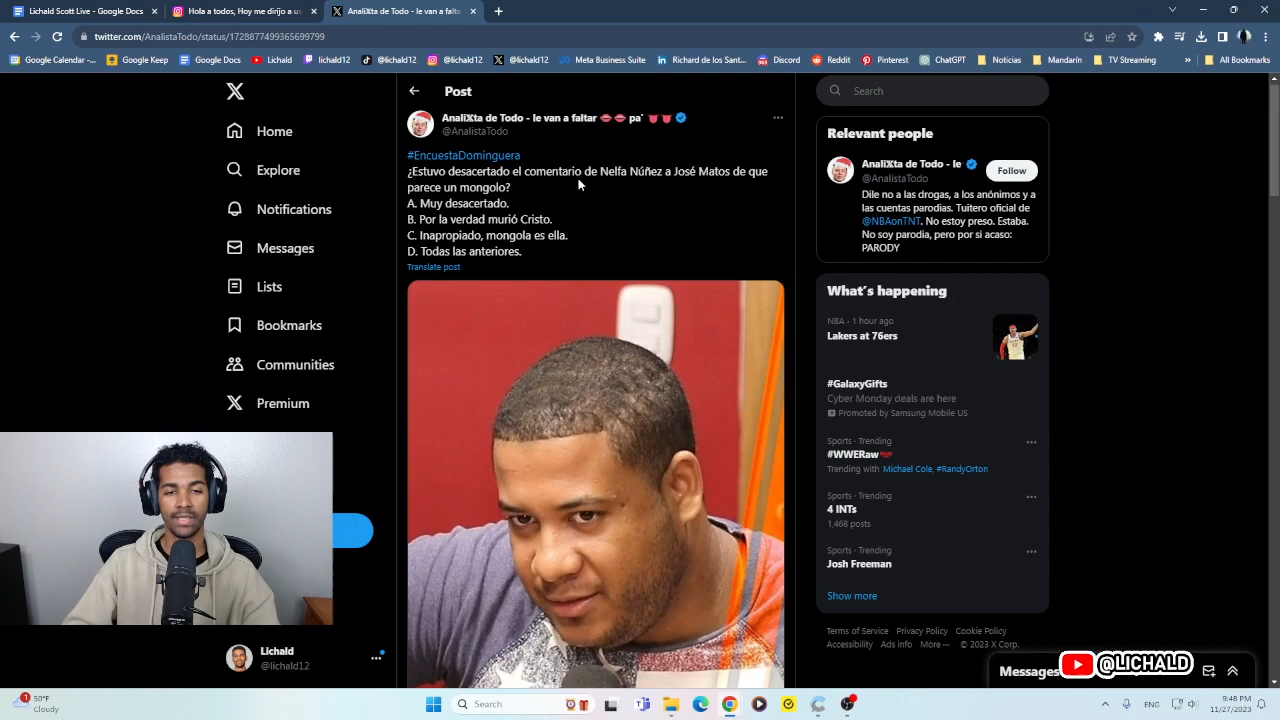 Lichald Scott Live - Google Docs
Hola a todos, Hoy me dirijo a us
AnaliXta de Todo - le van a falta
twitter.com/AnalistaTodo/status/1728877499365699799
Google Calendar -...
Google Keep
Google Docs
Lichald
lichald12
@lichald12
@lichald12
@lichald12
Meta Business Suite
Richard de los Sant...
Discord
Reddit
Pinterest
ChatGPT
Noticias
Mandarín
TV Streaming
»
All Bookmarks
Home
Explore
Notifications
Messages
Lists
Bookmarks
Communities
Premium
Lichald
@lichald12
Post
AnaliXta de Todo - le van a faltar 👄👄 pa' 👅👅
@AnalistaTodo
#EncuestaDominguera
¿Estuvo desacertado el comentario de Nelfa Núñez a José Matos de que
parece un mongolo?
A. Muy desacertado.
B. Por la verdad murió Cristo.
C. Inapropiado, mongola es ella.
D. Todas las anteriores.
Translate post
Search
Relevant people
AnaliXta de Todo - le
@AnalistaTodo
Follow
Dile no a las drogas, a los anónimos y a
las cuentas parodias. Tuitero oficial de
@NBAonTNT. No estoy preso. Estaba.
No soy parodia, pero por si acaso:
PARODY
What's happening
NBA · 1 hour ago
Lakers at 76ers
#GalaxyGifts
Cyber Monday deals are here
Promoted by Samsung Mobile US
Sports · Trending
#WWERaw
Trending with Michael Cole, #RandyOrton
Sports · Trending
4 INTs
1,468 posts
Sports · Trending
Josh Freeman
Show more
Terms of Service Privacy Policy Cookie Policy
Accessibility Ads info More ··· © 2023 X Corp.
Messages
@LICHALD
1
50°F
Cloudy
Search
ENG
9:48 PM
11/27/2023